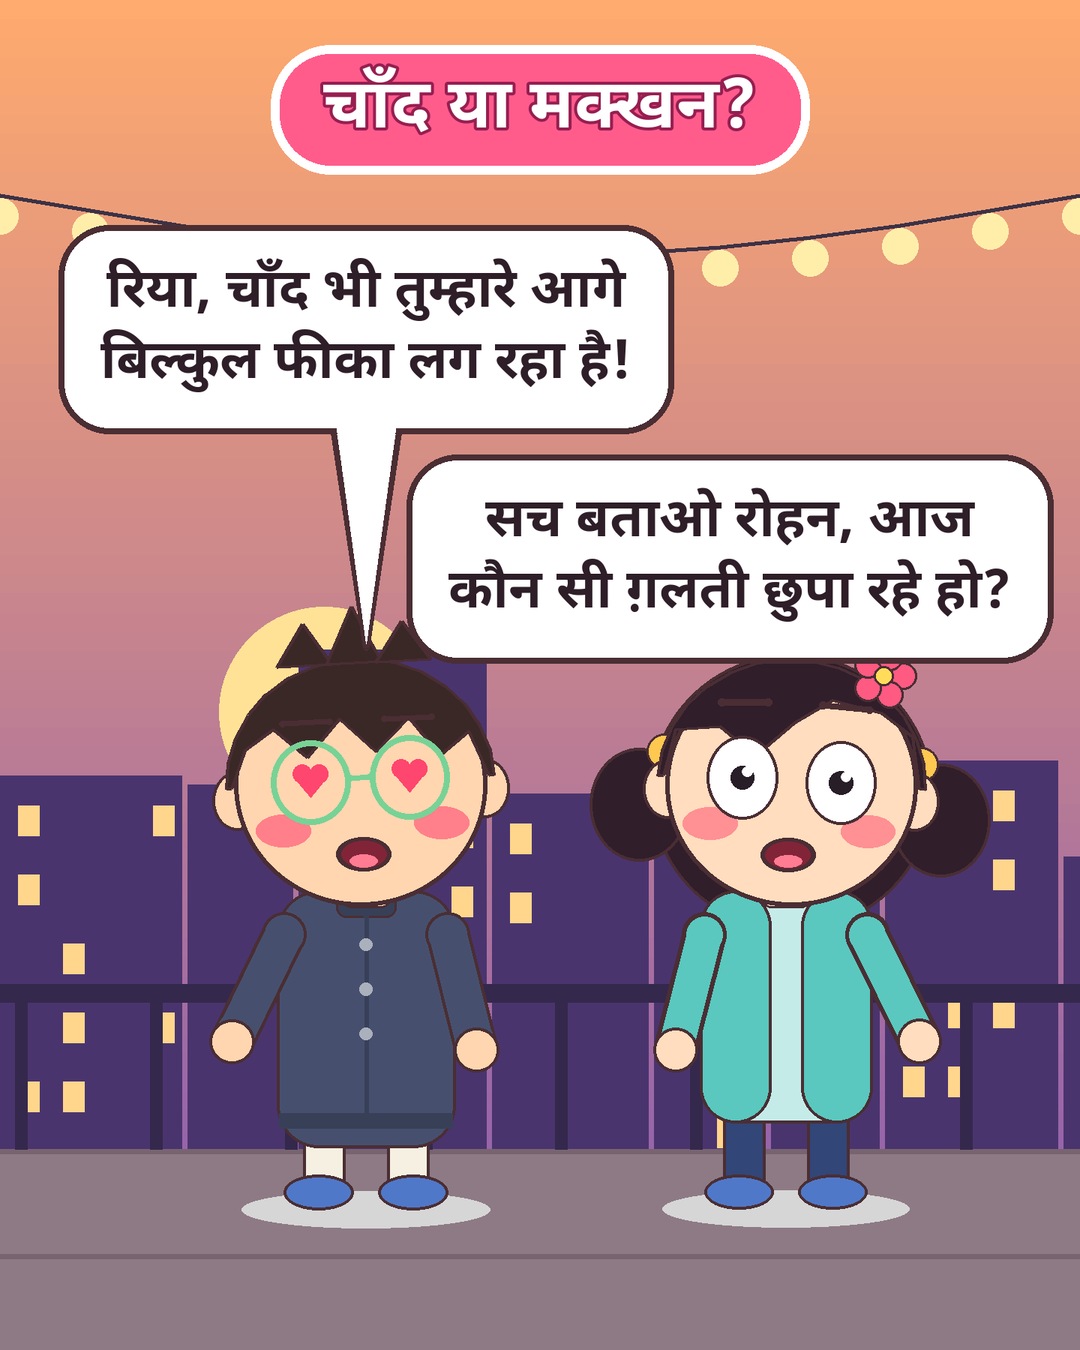 चाँद या मक्खन?
रिया, चाँद भी तुम्हारे आगे
बिल्कुल फीका लग रहा है!
सच बताओ रोहन, आज
कौन सी ग़लती छुपा रहे हो?